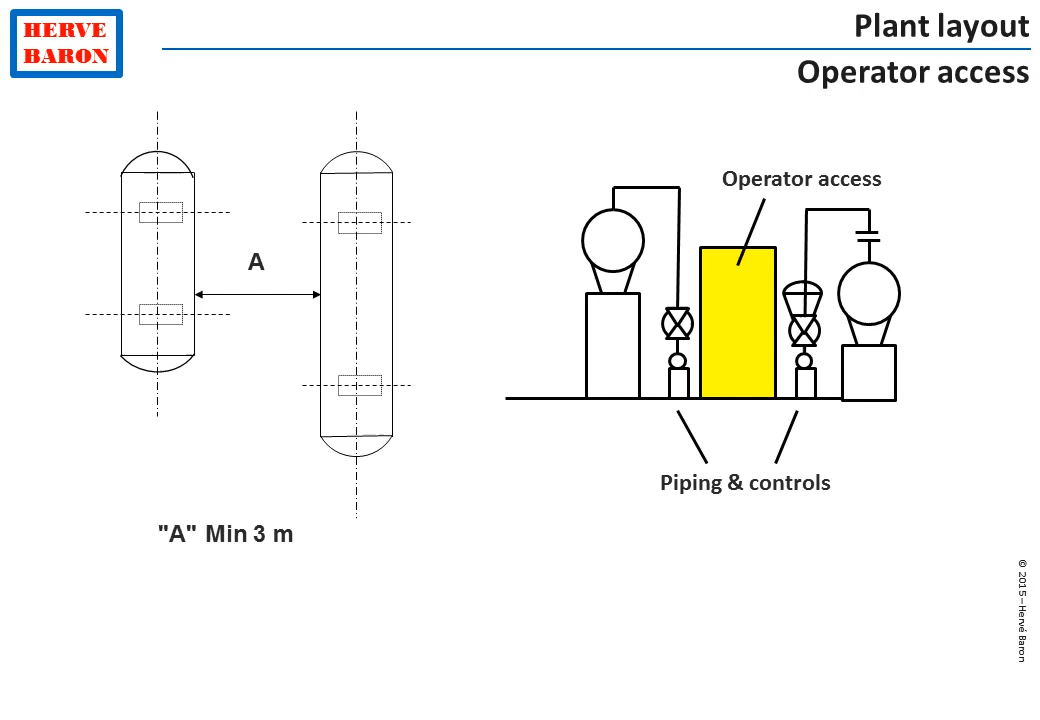 HERVE
BARON
Plant layout
Operator access
A
Operator access
Piping & controls
"A" Min 3 m
© 2015 – Hervé Baron